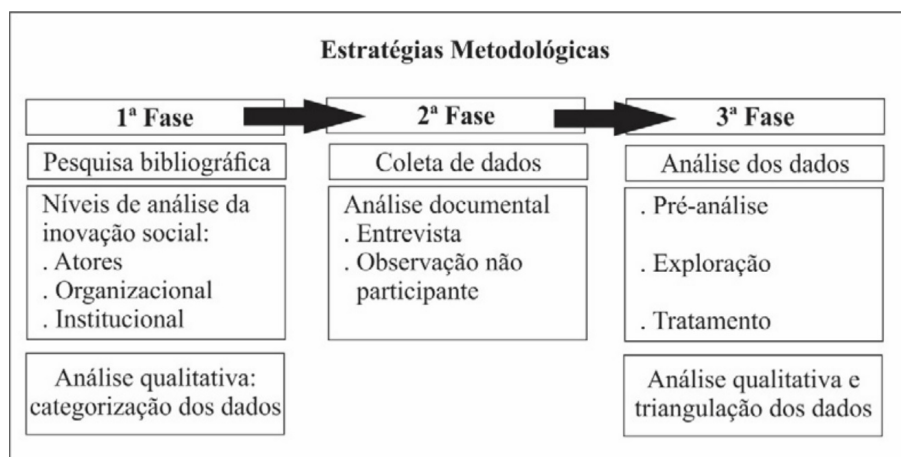 Estratégias Metodológicas
1ª Fase
Pesquisa bibliográfica
Níveis de análise da
inovação social:
. Atores
. Organizacional
. Institucional
Análise qualitativa:
categorização dos dados
2ª Fase
Coleta de dados
Análise documental
. Entrevista
. Observação não
participante
3ª Fase
Análise dos dados
. Pré-análise
. Exploração
. Tratamento
Análise qualitativa e
triangulação dos dados